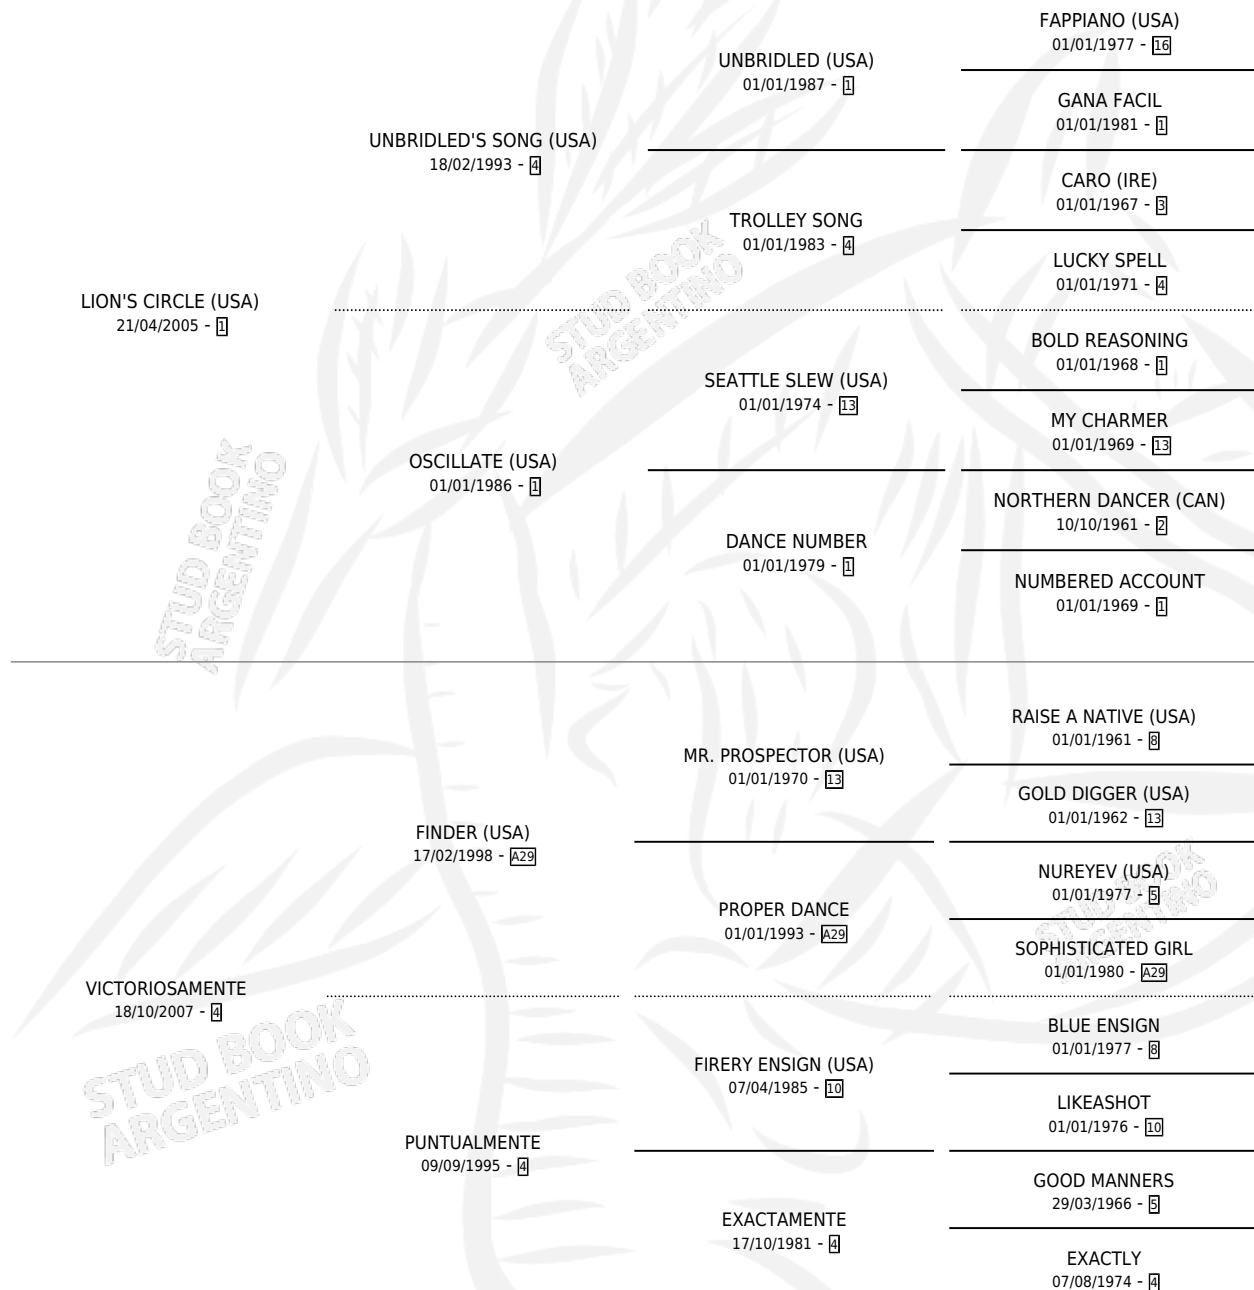 FAPPIANO (USA)
01/01/1977 - 16
UNBRIDLED (USA)
01/01/1987 - 1
GANA FACIL
01/01/1981 - 1
UNBRIDLED'S SONG (USA)
18/02/1993 - 4
CARO (IRE)
01/01/1967 - 3
TROLLEY SONG
01/01/1983 - 4
LUCKY SPELL
01/01/1971 - 4
LION'S CIRCLE (USA)
21/04/2005 - 1
BOLD REASONING
01/01/1968 - 1
SEATTLE SLEW (USA)
01/01/1974 - 13
MY CHARMER
01/01/1969 - 13
OSCILLATE (USA)
01/01/1986 - 1
NORTHERN DANCER (CAN)
10/10/1961 - 2
DANCE NUMBER
01/01/1979 - 1
NUMBERED ACCOUNT
01/01/1969 - 1
RAISE A NATIVE (USA)
01/01/1961 - 8
MR. PROSPECTOR (USA)
01/01/1970 - 13
GOLD DIGGER (USA)
01/01/1962 - 13
FINDER (USA)
17/02/1998 - A29
NUREYEV (USA)
01/01/1977 - 5
PROPER DANCE
01/01/1993 - A29
SOPHISTICATED GIRL
01/01/1980 - A29
VICTORIOSAMENTE
18/10/2007 - 4
BLUE ENSIGN
01/01/1977 - 8
FIRERY ENSIGN (USA)
07/04/1985 - 10
LIKEASHOT
01/01/1976 - 10
PUNTUALMENTE
09/09/1995 - 4
GOOD MANNERS
29/03/1966 - 5
EXACTAMENTE
17/10/1981 - 4
EXACTLY
07/08/1974 - 4
STUD BOOK
ARGENTINO
STUD BOOK
ARGENTINO
STUD BOOK
ARGENTINO
STUD BOOK
ARGENTINO